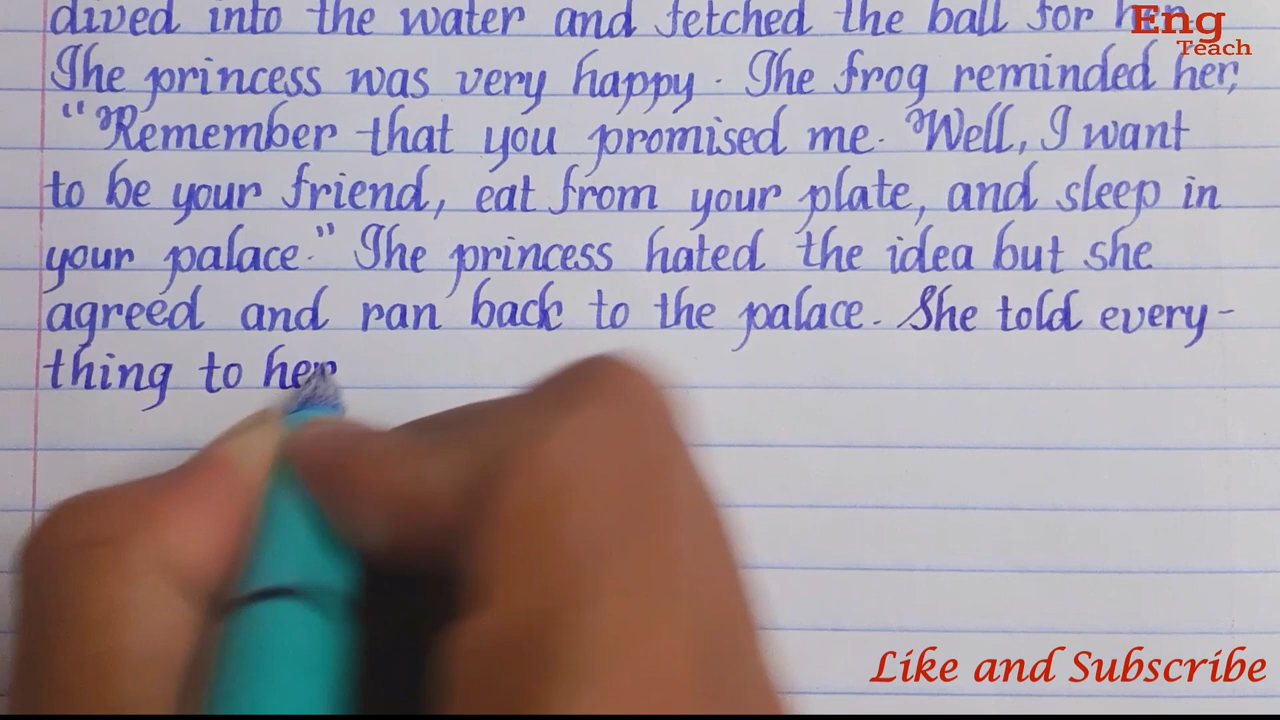 dived into the water and fetched the ball for her.
Eng
Teach
The princess was very happy. The frog reminded her,
"Remember that you promised me. Well, I want
to be your friend, eat from your plate, and sleep in
your palace." The princess hated the idea but she
agreed and ran back to the palace. She told every-
thing to her
Like and Subscribe